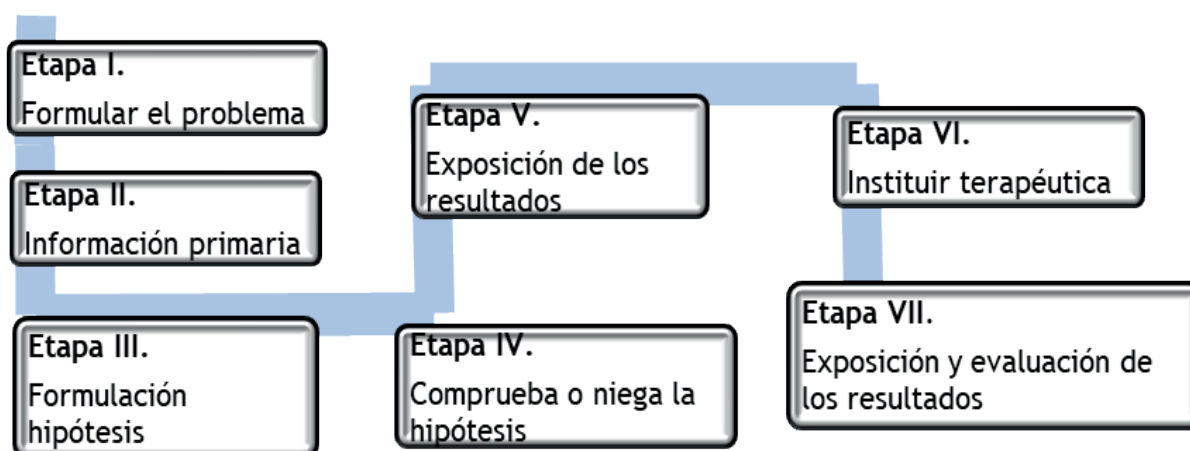 Etapa I.
Formular el problema
Etapa II.
Información primaria
Etapa III.
Formulación
hipótesis
Etapa IV.
Comprueba o niega la
hipótesis
Etapa V.
Exposición de los
resultados
Etapa VI.
Instituir terapéutica
Etapa VII.
Exposición y evaluación de
los resultados